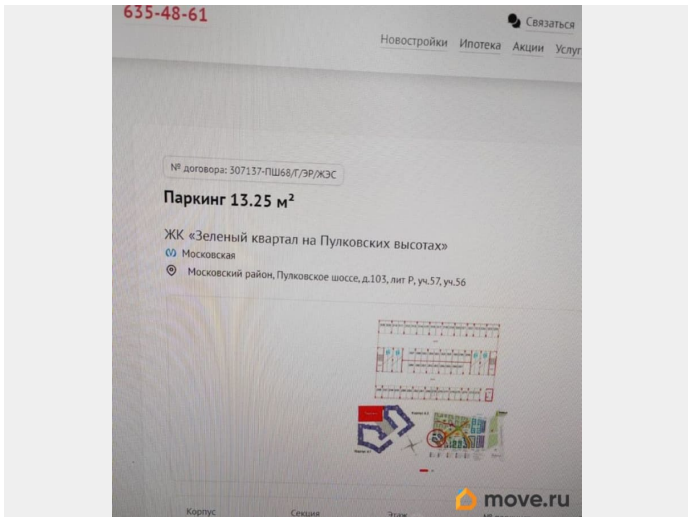 635-48-61
Связаться
Новостройки Ипотека Акции
№ договора: 307137-ПШ68/Г/ЭР/ЖЭС
Паркинг 13.25 м²
ЖК «Зеленый квартал на Пулковских высотах»
Московская
Московский район, Пулковское шоссе, д.103, лит Р, уч.57, уч.56
Корпус Секция Этаж
move.ru